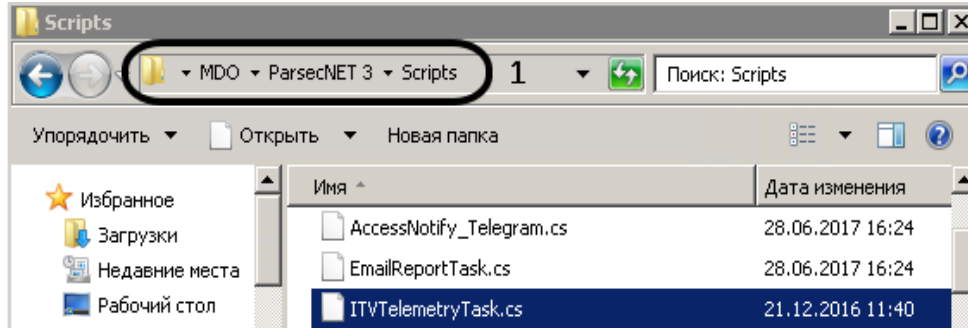 Scripts
MDO ParsecNET 3 Scripts 1 Поиск: Scripts
Упорядочить Открыть Новая папка
Избранное
Загрузки
Недавние места
Рабочий стол
Имя Дата изменения
AccessNotify_Telegram.cs 28.06.2017 16:24
EmailReportTask.cs 28.06.2017 16:24
ITVTelemetryTask.cs 21.12.2016 11:40